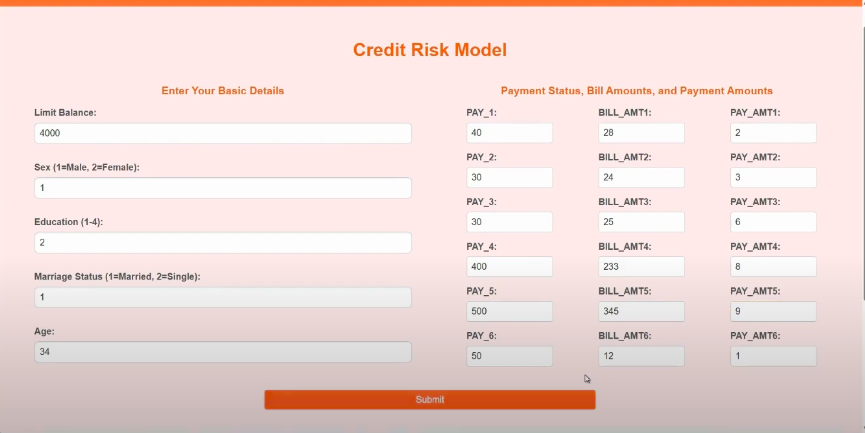 Credit Risk Model
Enter Your Basic Details
Limit Balance:
4000
Sex (1=Male, 2=Female):
1
Education (1-4):
2
Marriage Status (1=Married, 2=Single):
1
Age:
34
Payment Status, Bill Amounts, and Payment Amounts
PAY_1: BILL_AMT1: PAY_AMT1:
40 28 2
PAY_2: BILL_AMT2: PAY_AMT2:
30 24 3
PAY_3: BILL_AMT3: PAY_AMT3:
30 25 6
PAY_4: BILL_AMT4: PAY_AMT4:
400 233 8
PAY_5: BILL_AMT5: PAY_AMT5:
500 345 9
PAY_6: BILL_AMT6: PAY_AMT6:
50 12 1
Submit